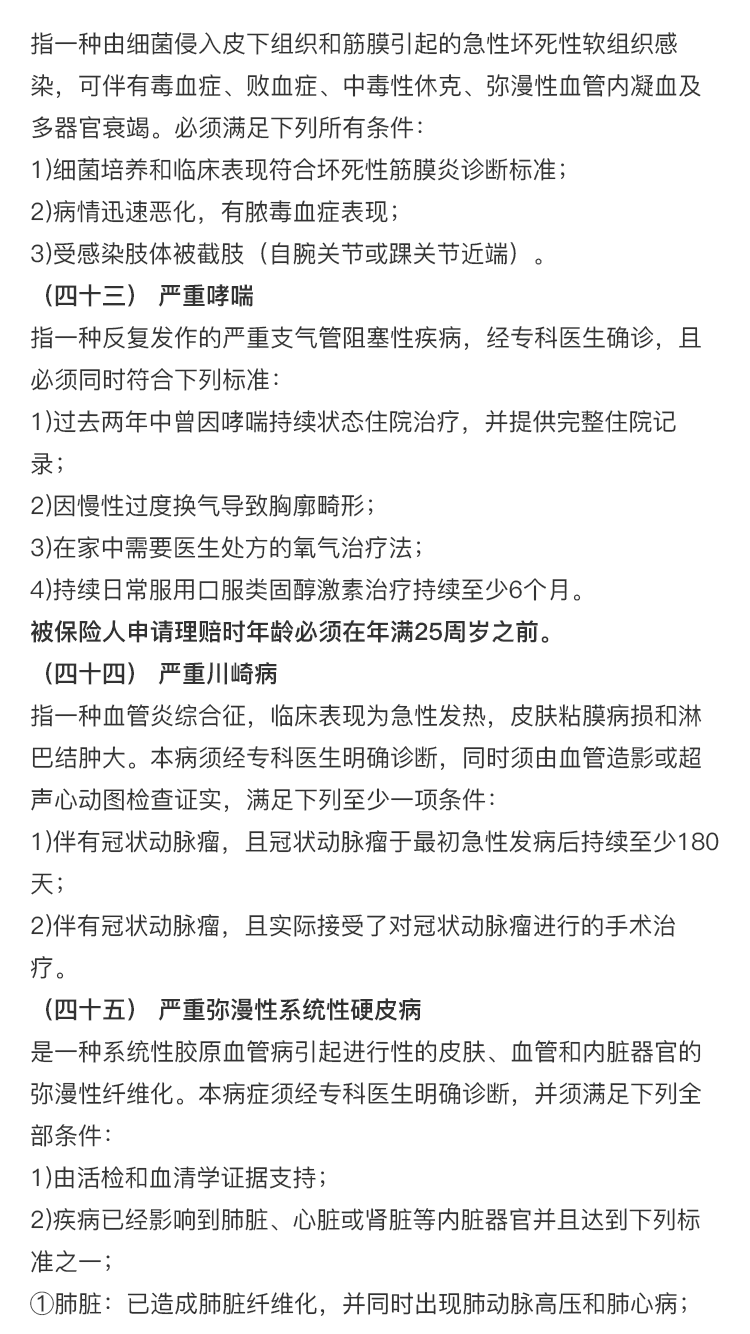 指一种由细菌侵入皮下组织和筋膜引起的急性坏死性软组织感
染，可伴有毒血症、败血症、中毒性休克、弥漫性血管内凝血及
多器官衰竭。必须满足下列所有条件：
1)细菌培养和临床表现符合坏死性筋膜炎诊断标准；
2)病情迅速恶化，有脓毒血症表现；
3)受感染肢体被截肢（自腕关节或踝关节近端）。
（四十三） 严重哮喘
指一种反复发作的严重支气管阻塞性疾病，经专科医生确诊，且
必须同时符合下列标准：
1)过去两年中曾因哮喘持续状态住院治疗，并提供完整住院记
录；
2)因慢性过度换气导致胸廓畸形；
3)在家中需要医生处方的氧气治疗法；
4)持续日常服用口服类固醇激素治疗持续至少6个月。
被保险人申请理赔时年龄必须在年满25周岁之前。
（四十四） 严重川崎病
指一种血管炎综合征，临床表现为急性发热，皮肤粘膜病损和淋
巴结肿大。本病须经专科医生明确诊断，同时须由血管造影或超
声心动图检查证实，满足下列至少一项条件：
1)伴有冠状动脉瘤，且冠状动脉瘤于最初急性发病后持续至少180
天；
2)伴有冠状动脉瘤，且实际接受了对冠状动脉瘤进行的手术治
疗。
（四十五） 严重弥漫性系统性硬皮病
是一种系统性胶原血管病引起进行性的皮肤、血管和内脏器官的
弥漫性纤维化。本病症须经专科医生明确诊断，并须满足下列全
部条件：
1)由活检和血清学证据支持；
2)疾病已经影响到肺脏、心脏或肾脏等内脏器官并且达到下列标
准之一；
①肺脏：已造成肺脏纤维化，并同时出现肺动脉高压和肺心病；